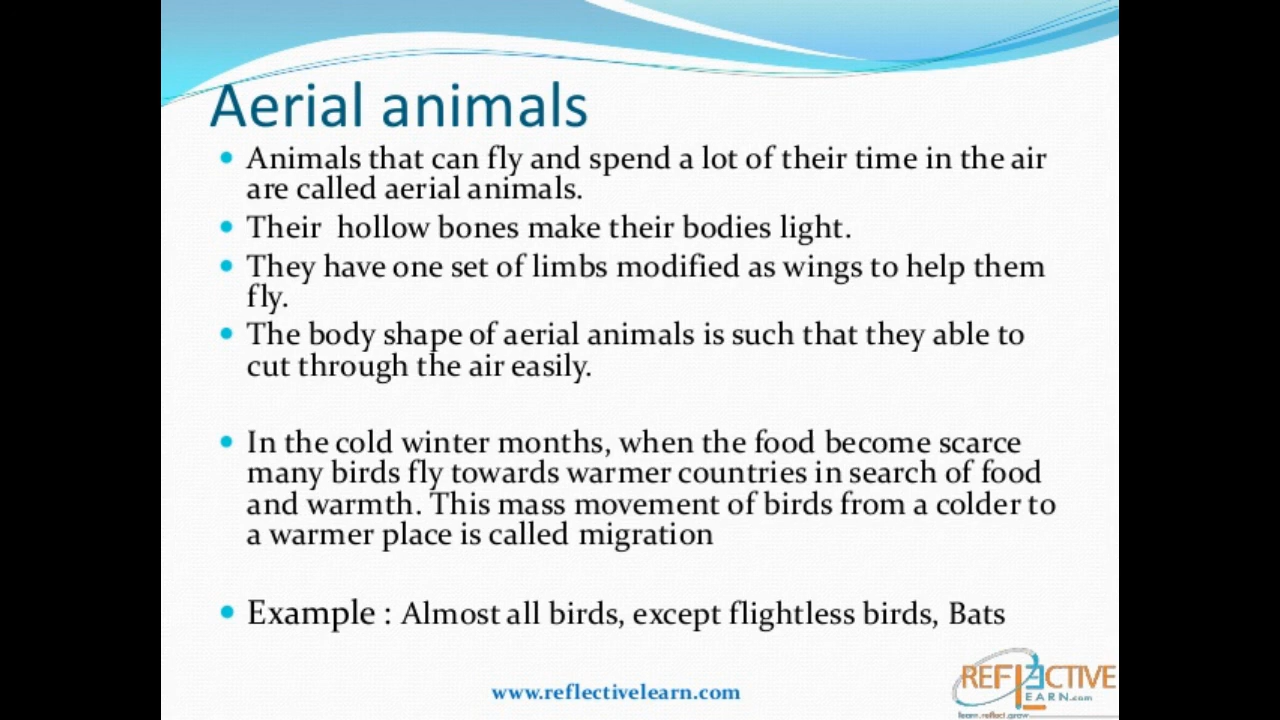 Aerial animals
• Animals that can fly and spend a lot of their time in the air
are called aerial animals.
• Their hollow bones make their bodies light.
• They have one set of limbs modified as wings to help them
fly.
• The body shape of aerial animals is such that they able to
cut through the air easily.
• In the cold winter months, when the food become scarce
many birds fly towards warmer countries in search of food
and warmth. This mass movement of birds from a colder to
a warmer place is called migration
• Example : Almost all birds, except flightless birds, Bats
www.reflectivelearn.com
REFLECTIVE
LEARN.com
learn.reflect.grow